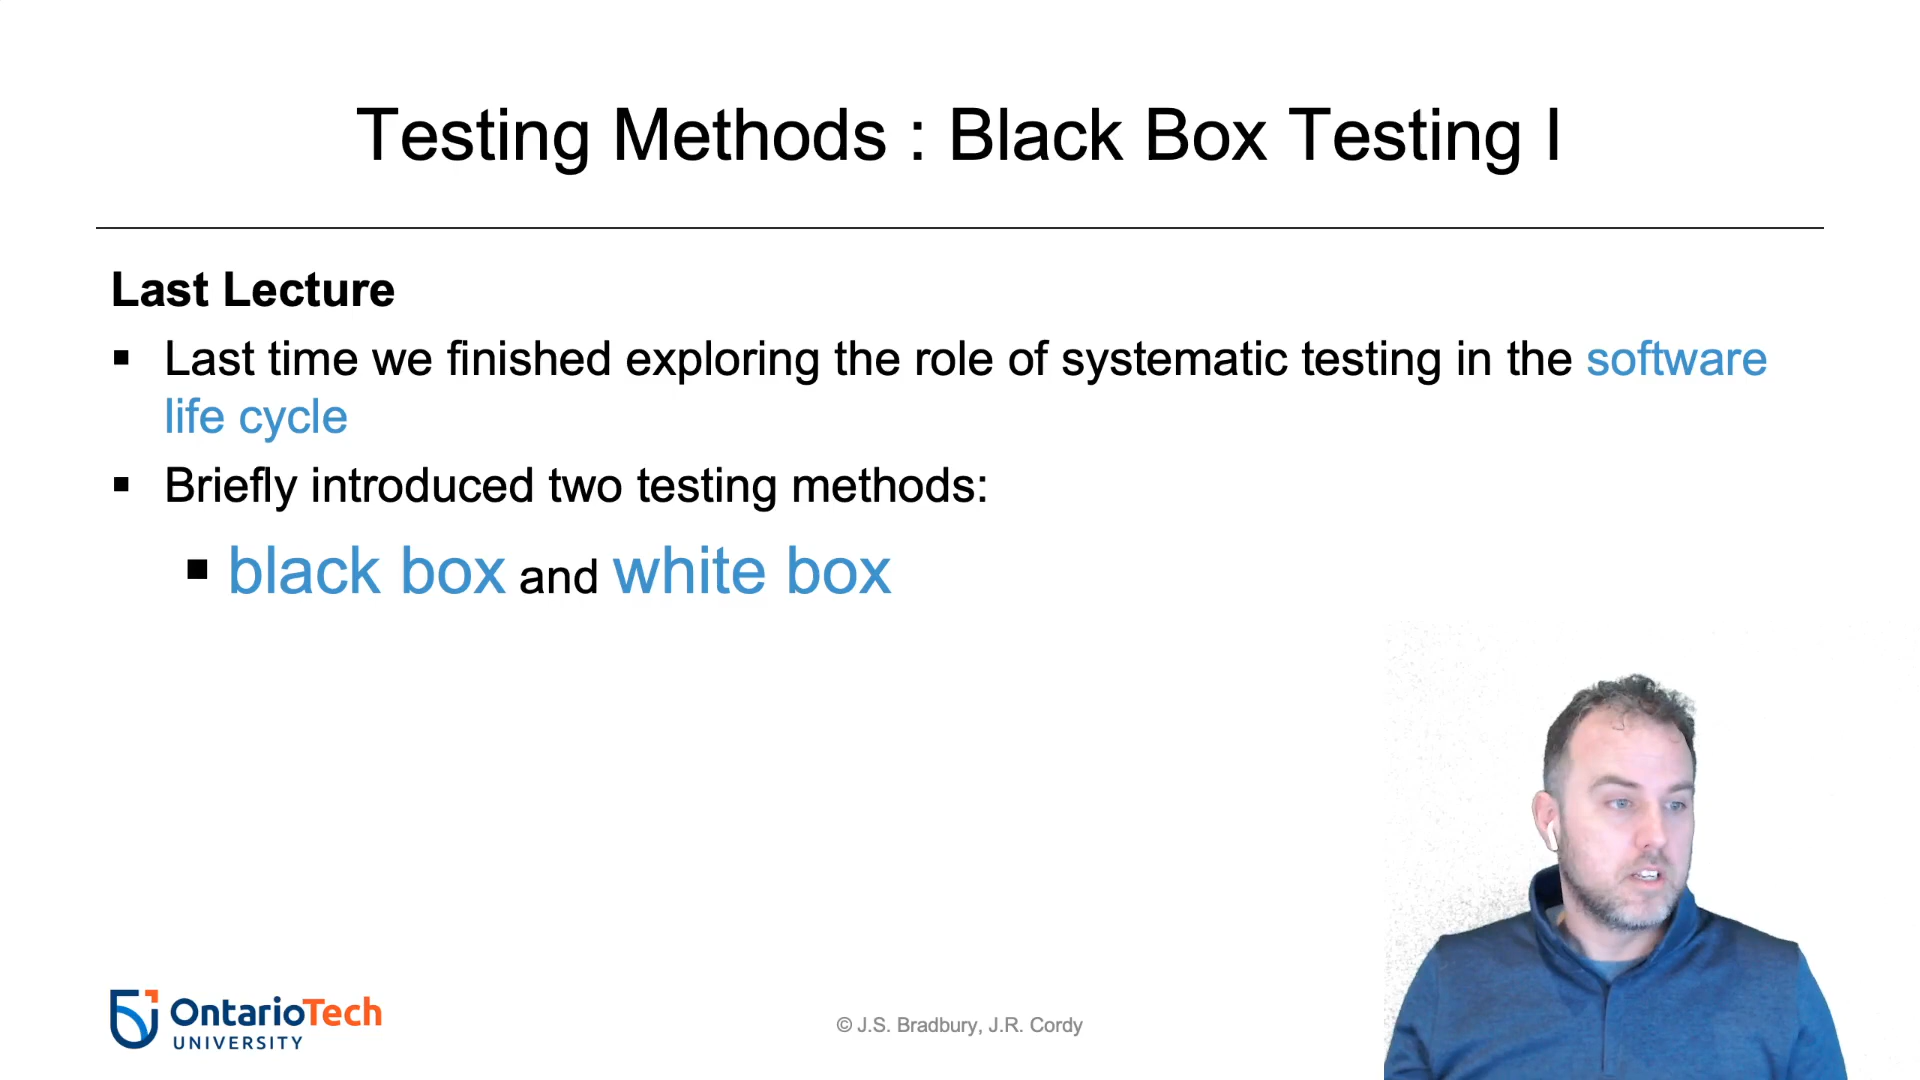 Testing Methods : Black Box Testing I
Last Lecture
▪ Last time we finished exploring the role of systematic testing in the software
life cycle
▪ Briefly introduced two testing methods:
▪ black box and white box
OntarioTech
UNIVERSITY
© J.S. Bradbury, J.R. Cordy